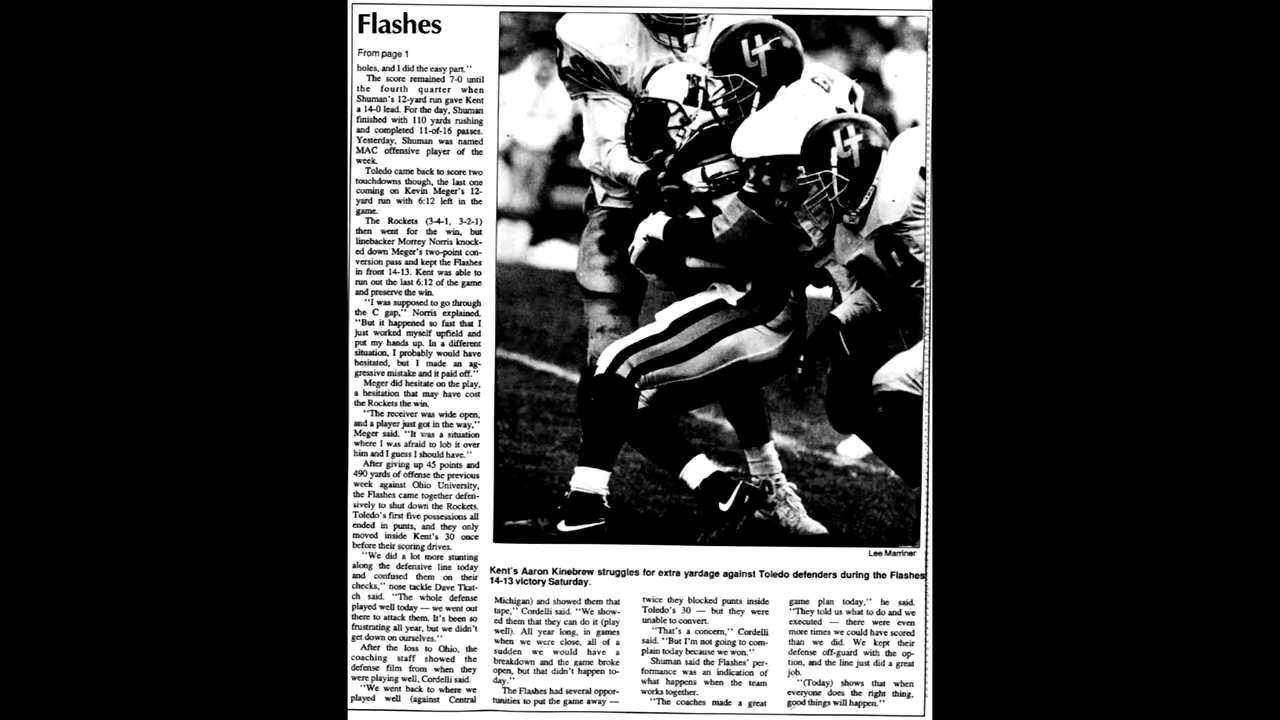 Flashes
From page 1
holes, and I did the easy part."
The score remained 7-0 until
the fourth quarter when
Shuman's 12-yard run gave Kent
a 14-0 lead. For the day, Shuman
finished with 110 yards rushing
and completed 11-of-16 passes.
Yesterday, Shuman was named
MAC offensive player of the
week.
Toledo came back to score two
touchdowns though, the last one
coming on Kevin Meger's 12-
yard run with 6:12 left in the
game.
The Rockets (3-4-1, 3-2-1)
then went for the win, but
linebacker Morrey Norris knock-
ed down Meger's two-point con-
version pass and kept the Flashes
in front 14-13. Kent was able to
run out the last 6:12 of the game
and preserve the win.
"I was supposed to go through
the C gap," Norris explained.
"But it happened so fast that I
just worked myself upfield and
put my hands up. In a different
situation, I probably would have
hesitated, but I made an ag-
gressive mistake and it paid off."
Meger did hesitate on the play,
a hesitation that may have cost
the Rockets the win.
"The receiver was wide open,
and a player just got in the way,"
Meger said. "It was a situation
where I was afraid to lob it over
him and I guess I should have."
After giving up 45 points and
490 yards of offense the previous
week against Ohio University,
the Flashes came together defen-
sively to shut down the Rockets.
Toledo's first five possessions all
ended in punts, and they only
moved inside Kent's 30 once
before their scoring drives.
"We did a lot more stunting
along the defensive line today
and confused them on their
checks," nose tackle Dave Tkat-
ch said. "The whole defense
played well today — we went out
there to attack them. It's been so
frustrating all year, but we didn't
get down on ourselves."
After the loss to Ohio, the
coaching staff showed the
defense film from when they
were playing well, Cordelli said.
"We went back to where we
played well (against Central
UT
UT
Lee Marriner
Kent's Aaron Kinebrew struggles for extra yardage against Toledo defenders during the Flashes
14-13 victory Saturday.
Michigan) and showed them that
tape," Cordelli said. "We show-
ed them that they can do it (play
well). All year long, in games
when we were close, all of a
sudden we would have a
breakdown and the game broke
open, but that didn't happen to-
day."
The Flashes had several oppor-
tunities to put the game away —
twice they blocked punts inside
Toledo's 30 — but they were
unable to convert.
"That's a concern," Cordelli
said. "But I'm not going to com-
plain today because we won."
Shuman said the Flashes' per-
formance was an indication of
what happens when the team
works together.
"The coaches made a great
game plan today," he said.
"They told us what to do and we
executed — there were even
more times we could have scored
than we did. We kept their
defense off-guard with the op-
tion, and the line just did a great
job.
"(Today) shows that when
everyone does the right thing,
good things will happen."